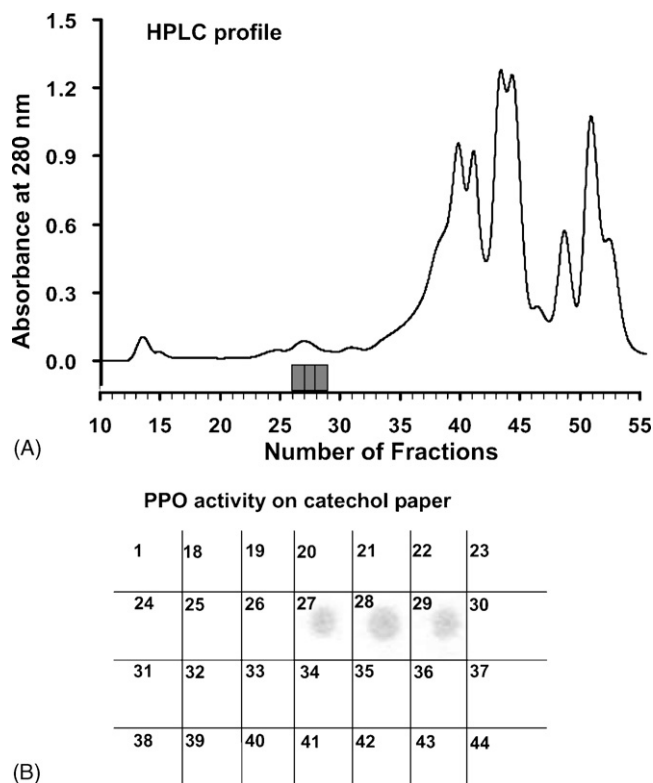 HPLC profile
Absorbance at 280 nm
1.5
1.2
0.9
0.6
0.3
0.0
10 15 20 25 30 35 40 45 50 55
Number of Fractions
(A)
PPO activity on catechol paper
1 18 19 20 21 22 23
24 25 26 27 28 29 30
31 32 33 34 35 36 37
38 39 40 41 42 43 44
(B)